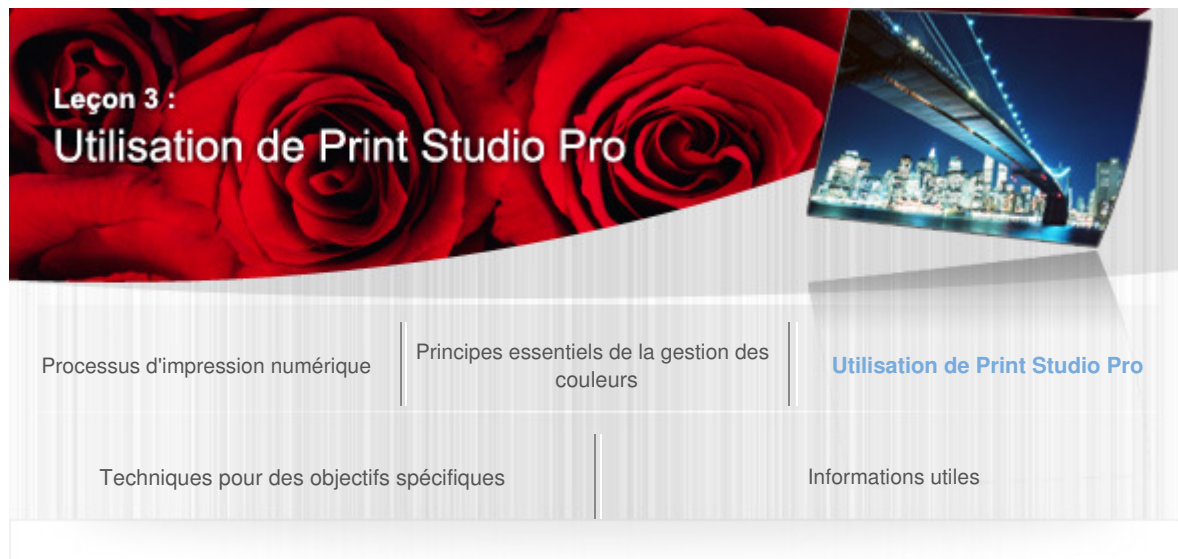 Leçon 3 :
Utilisation de Print Studio Pro
Processus d'impression numérique
Principes essentiels de la gestion des
couleurs
Utilisation de Print Studio Pro
Techniques pour des objectifs spécifiques
Informations utiles